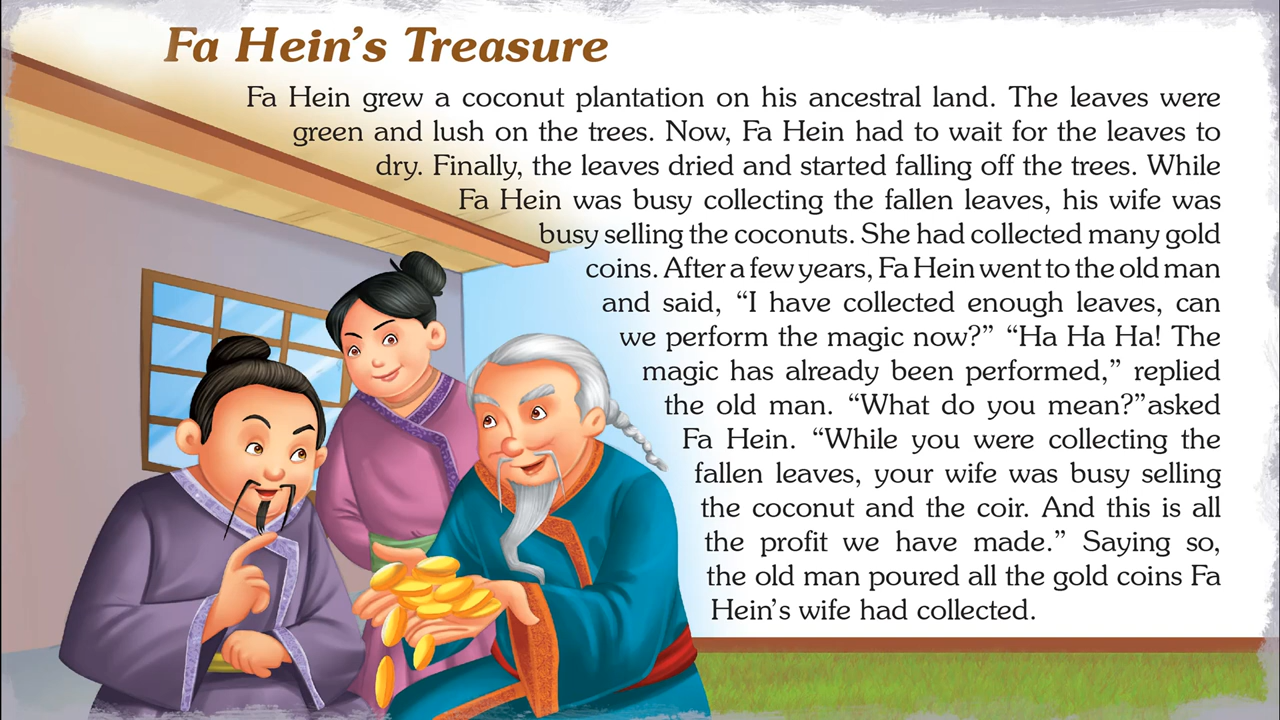 Fa Hein’s Treasure
Fa Hein grew a coconut plantation on his ancestral land. The leaves were
green and lush on the trees. Now, Fa Hein had to wait for the leaves to
dry. Finally, the leaves dried and started falling off the trees. While
Fa Hein was busy collecting the fallen leaves, his wife was
busy selling the coconuts. She had collected many gold
coins. After a few years, Fa Hein went to the old man
and said, “I have collected enough leaves, can
we perform the magic now?” “Ha Ha Ha! The
magic has already been performed,” replied
the old man. “What do you mean?”asked
Fa Hein. “While you were collecting the
fallen leaves, your wife was busy selling
the coconut and the coir. And this is all
the profit we have made.” Saying so,
the old man poured all the gold coins Fa
Hein’s wife had collected.